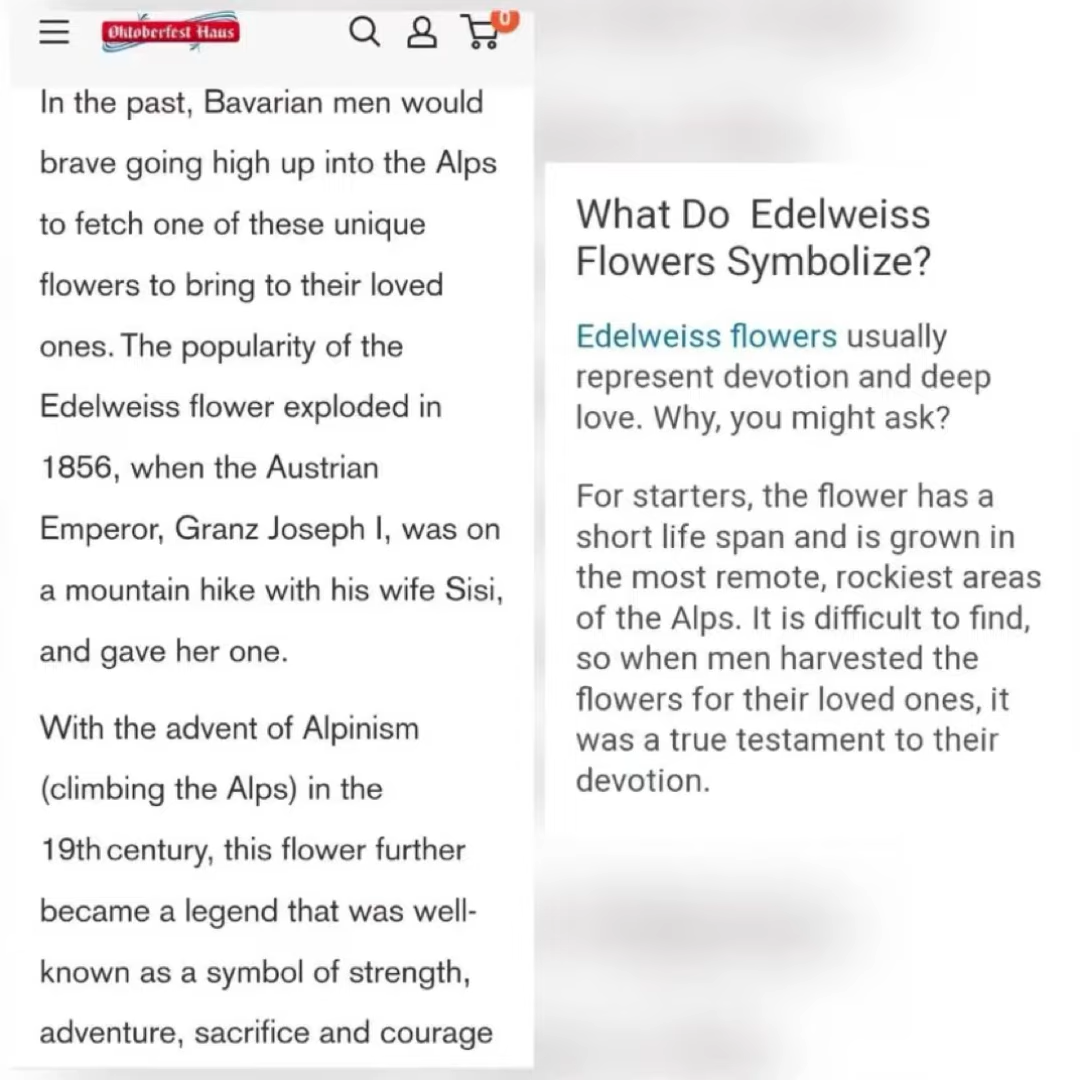 Oktoberfest Haus
0
In the past, Bavarian men would
brave going high up into the Alps
to fetch one of these unique
flowers to bring to their loved
ones. The popularity of the
Edelweiss flower exploded in
1856, when the Austrian
Emperor, Granz Joseph I, was on
a mountain hike with his wife Sisi,
and gave her one.
With the advent of Alpinism
(climbing the Alps) in the
19th century, this flower further
became a legend that was well-
known as a symbol of strength,
adventure, sacrifice and courage
What Do Edelweiss
Flowers Symbolize?
Edelweiss flowers usually
represent devotion and deep
love. Why, you might ask?
For starters, the flower has a
short life span and is grown in
the most remote, rockiest areas
of the Alps. It is difficult to find,
so when men harvested the
flowers for their loved ones, it
was a true testament to their
devotion.